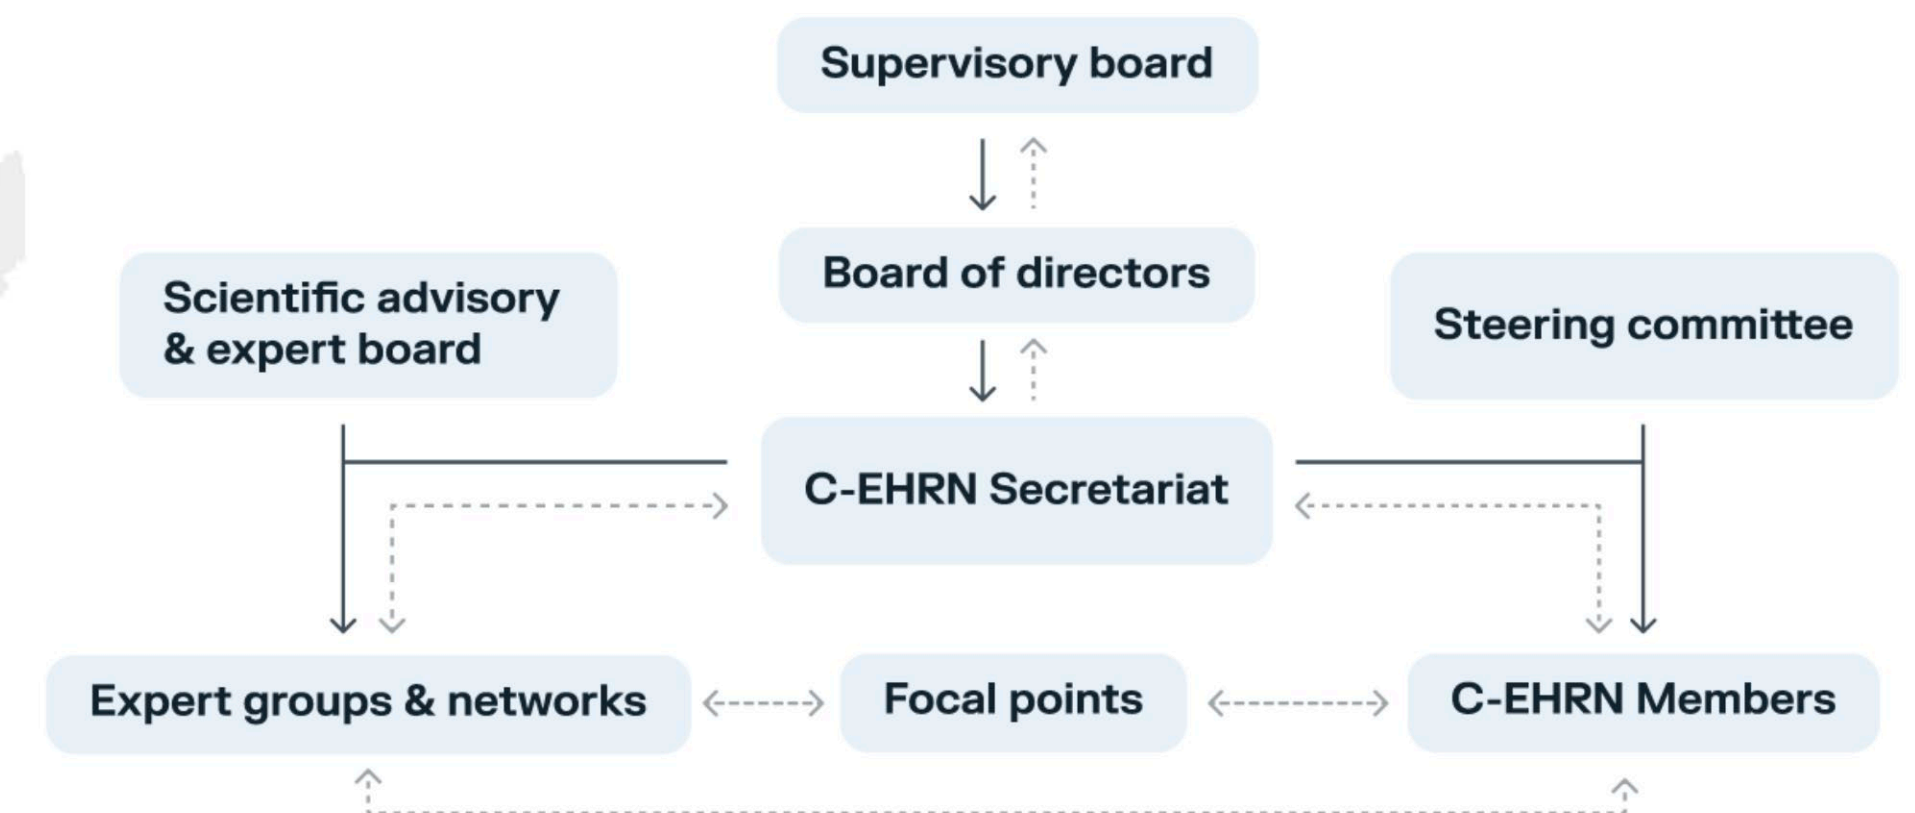 Supervisory board
Board of directors
Scientific advisory
& expert board
Steering committee
C-EHRN Secretariat
Expert groups & networks
Focal points
C-EHRN Members